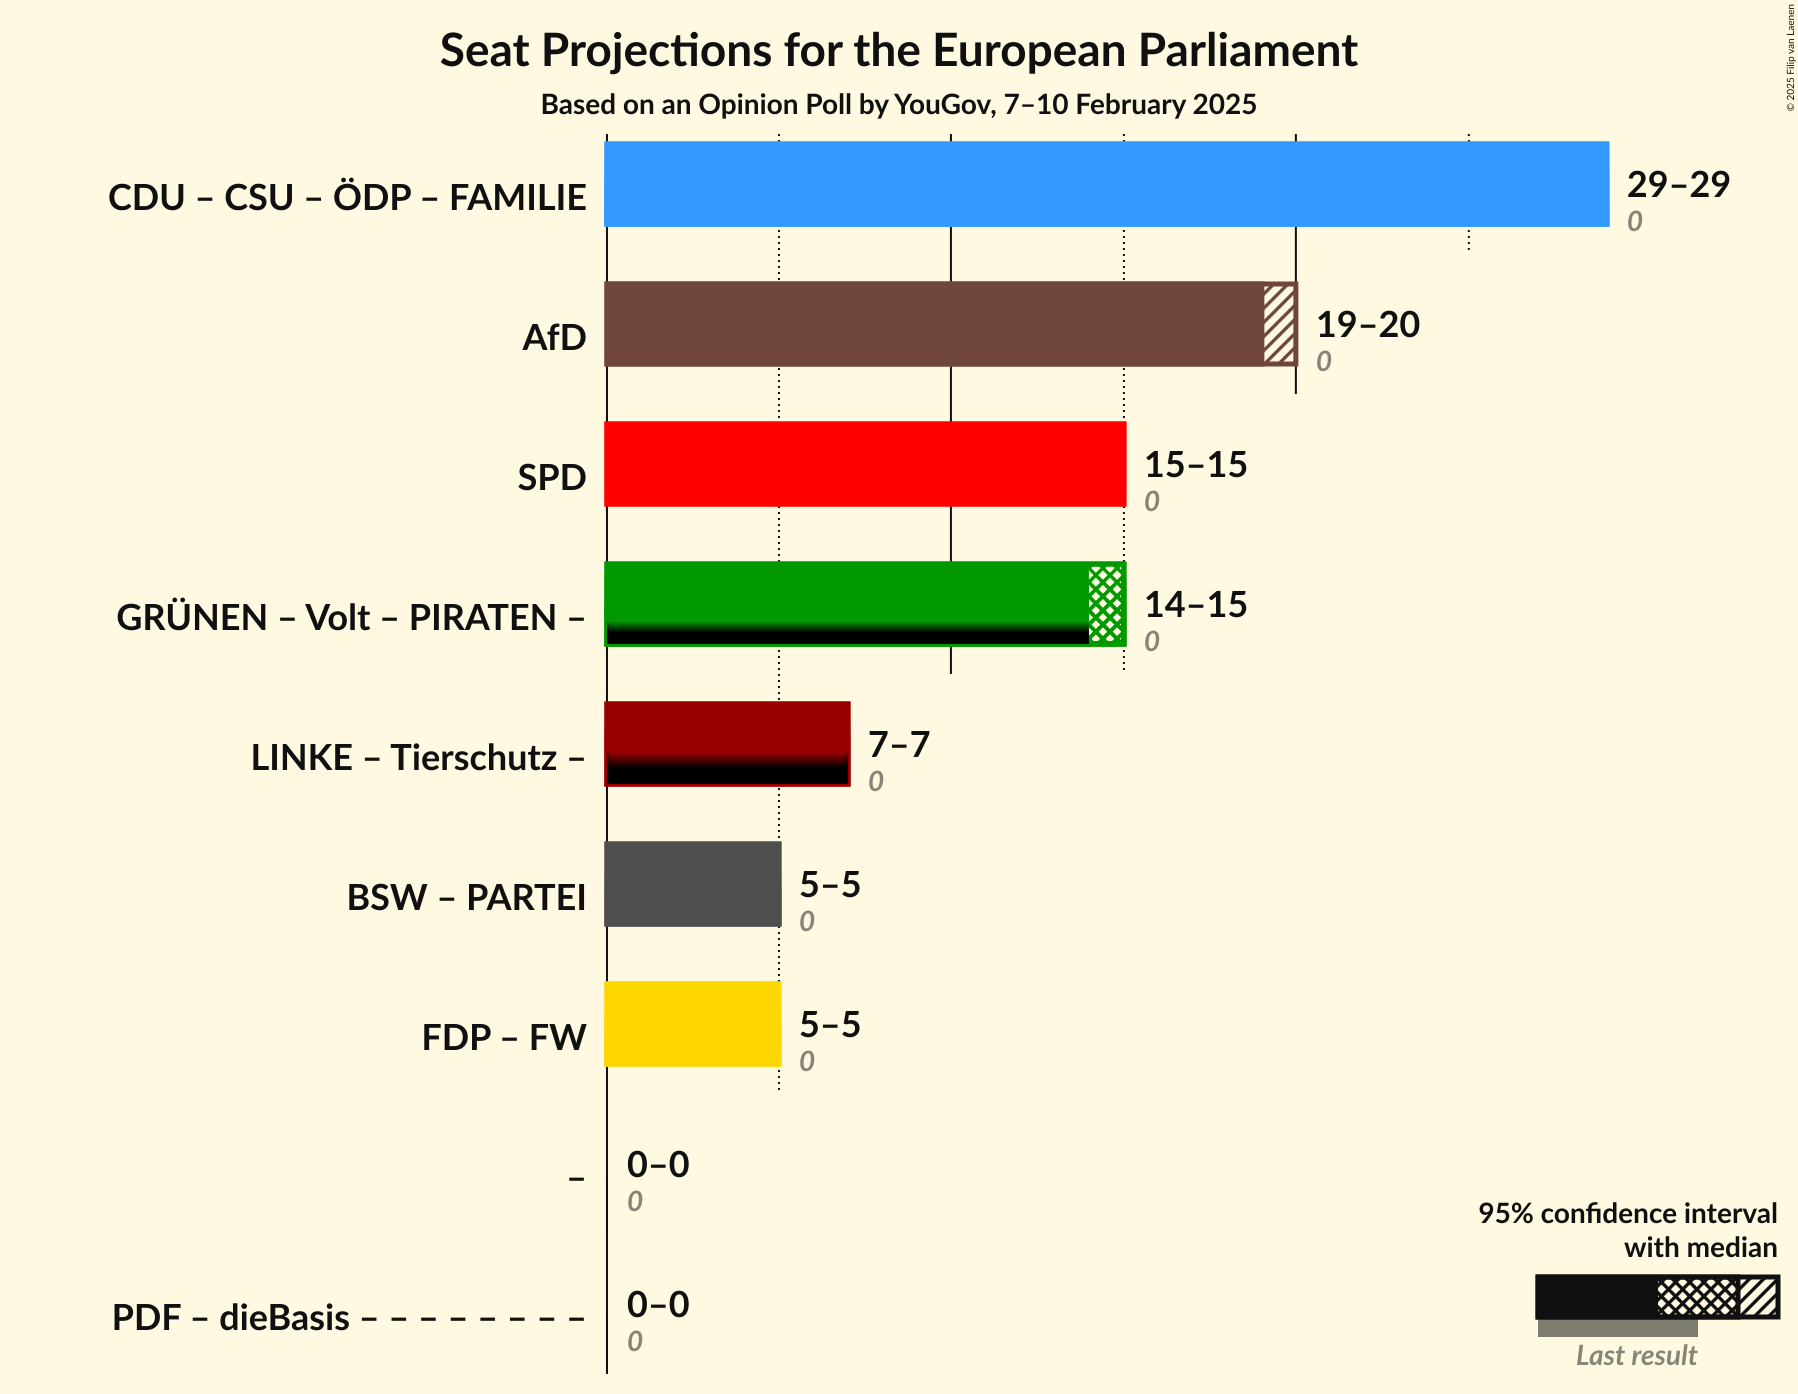 Seat Projections for the European Parliament
Based on an Opinion Poll by YouGov, 7–10 February 2025
© 2025 Filip van Laenen
CDU – CSU – ÖDP – FAMILIE
29–29
0
AfD
19–20
0
SPD
15–15
0
GRÜNEN – Volt – PIRATEN –
14–15
0
LINKE – Tierschutz –
7–7
0
BSW – PARTEI
5–5
0
FDP – FW
5–5
0
–
0–0
0
PDF – dieBasis – – – – – – – –
0–0
0
95% confidence interval
with median
Last result